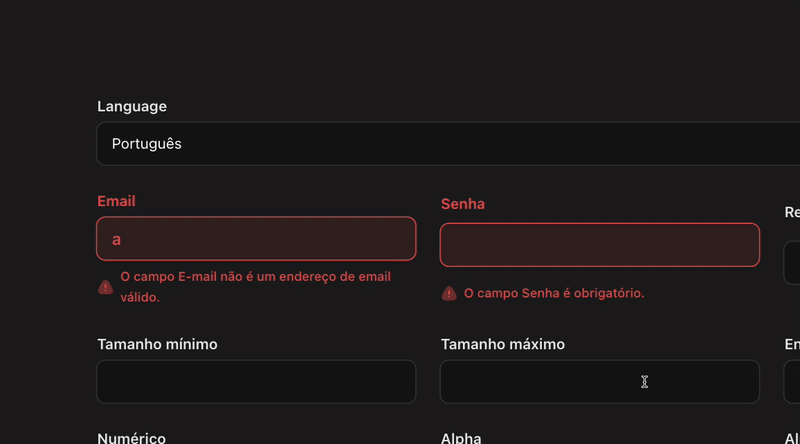 Language
Português
Email
Senha
Re
a
O campo E-mail não é um endereço de email
válido.
O campo Senha é obrigatório.
Tamanho mínimo
Tamanho máximo
En
Numérico
Alpha
Al